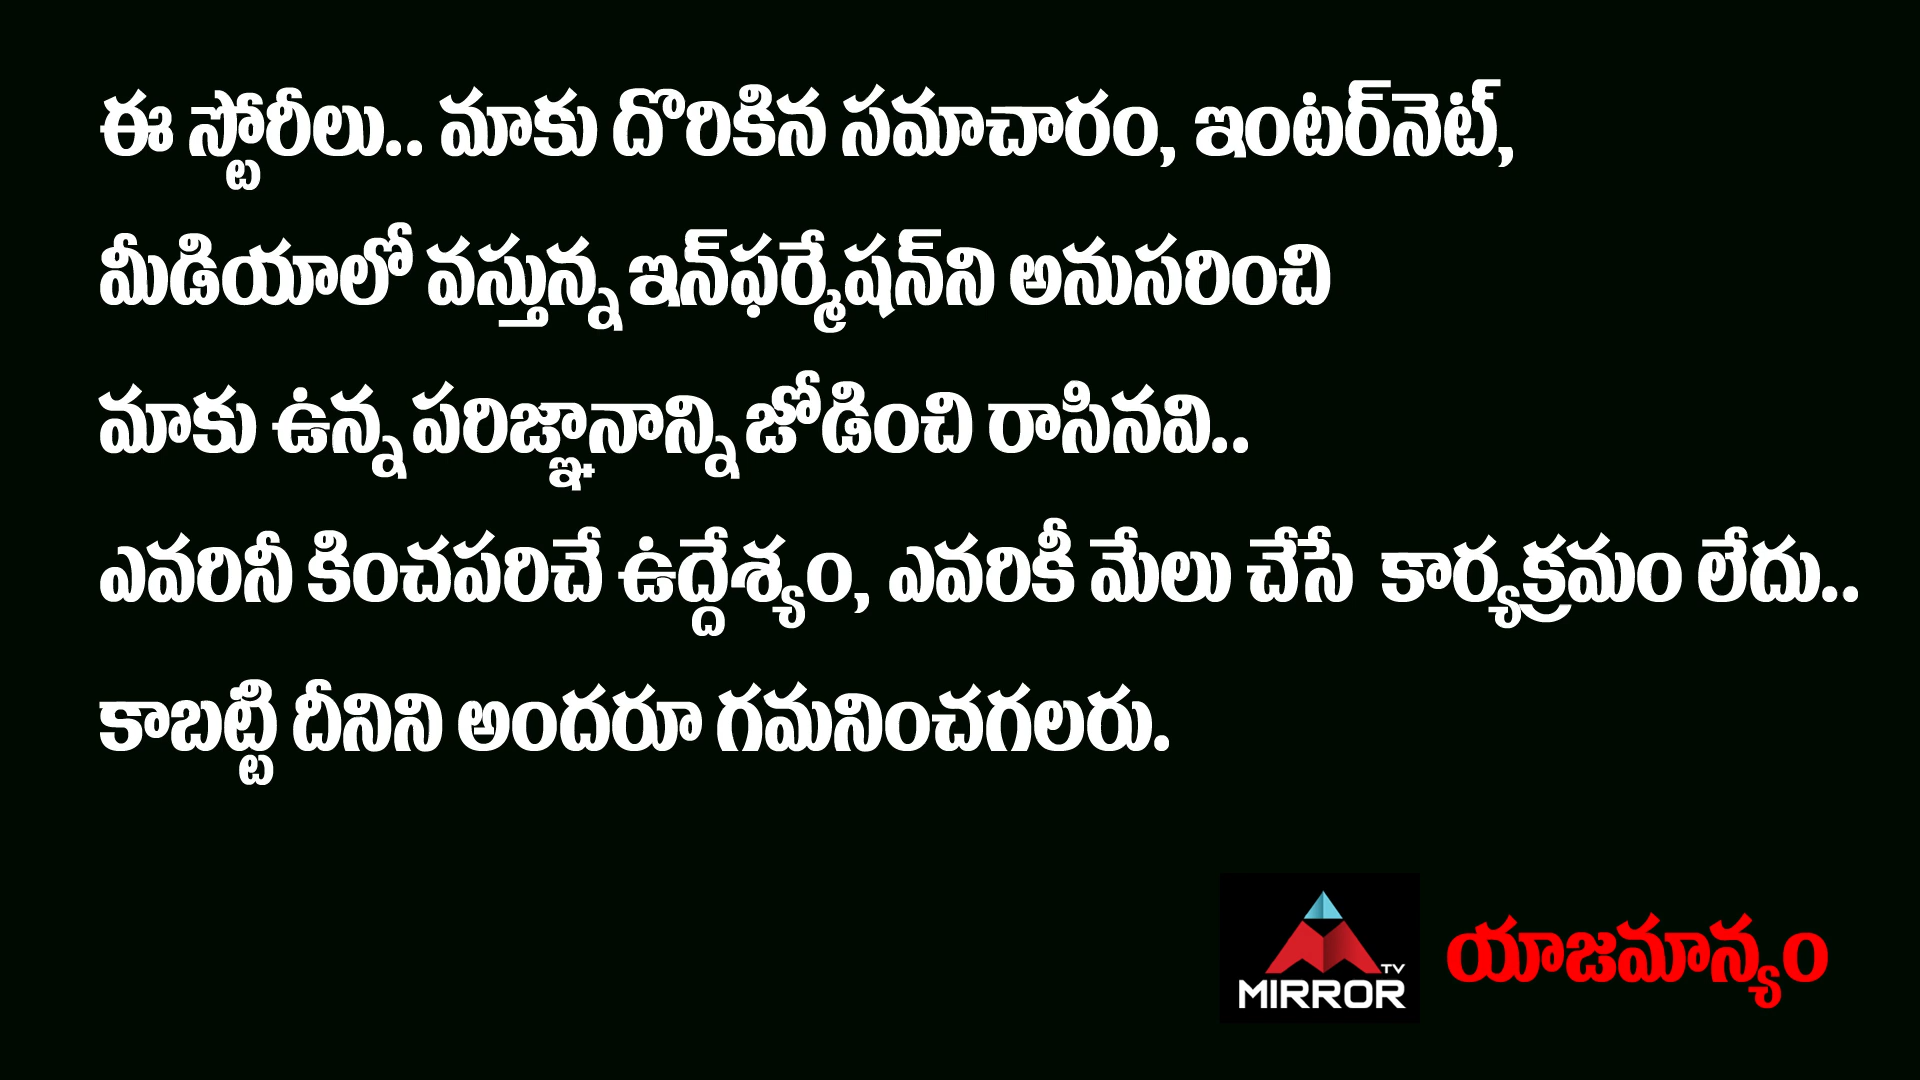 ఈ స్టోరీలు.. మాకు దొరికిన సమాచారం, ఇంటర్‌నెట్,
మీడియాలో వస్తున్న ఇన్‌ఫర్మేషన్‌ని అనుసరించి
మాకు ఉన్న పరిజ్ఞానాన్ని జోడించి రాసినవి..
ఎవరినీ కించపరిచే ఉద్దేశ్యం, ఎవరికీ మేలు చేసే కార్యక్రమం లేదు..
కాబట్టి దీనిని అందరూ గమనించగలరు.
TV
MIRROR
యాజమాన్యం